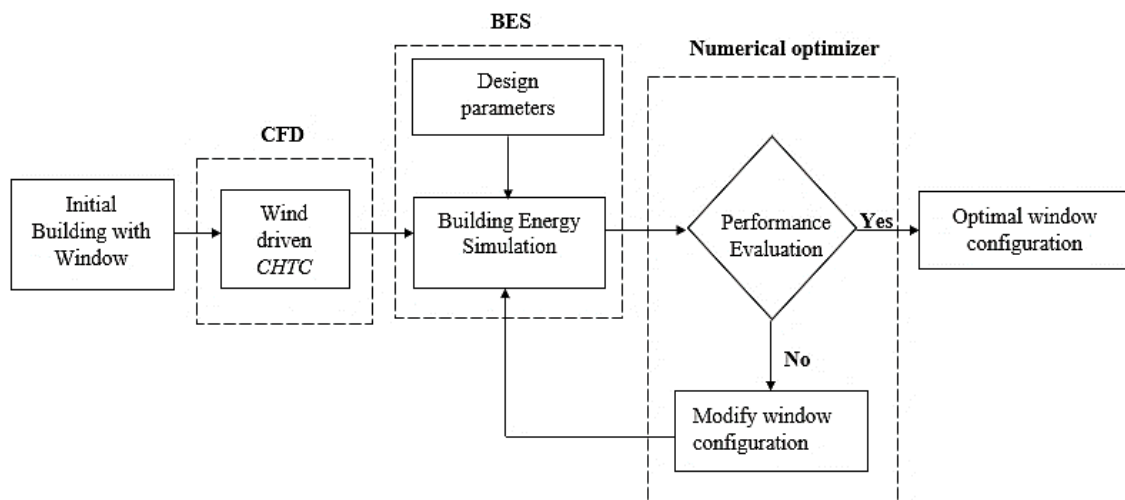 BES
Numerical optimizer
Design
parameters
CFD
Initial
Building with
Window
Wind
driven
CHTC
Building Energy
Simulation
Performance
Evaluation
Yes
Optimal window
configuration
No
Modify window
configuration